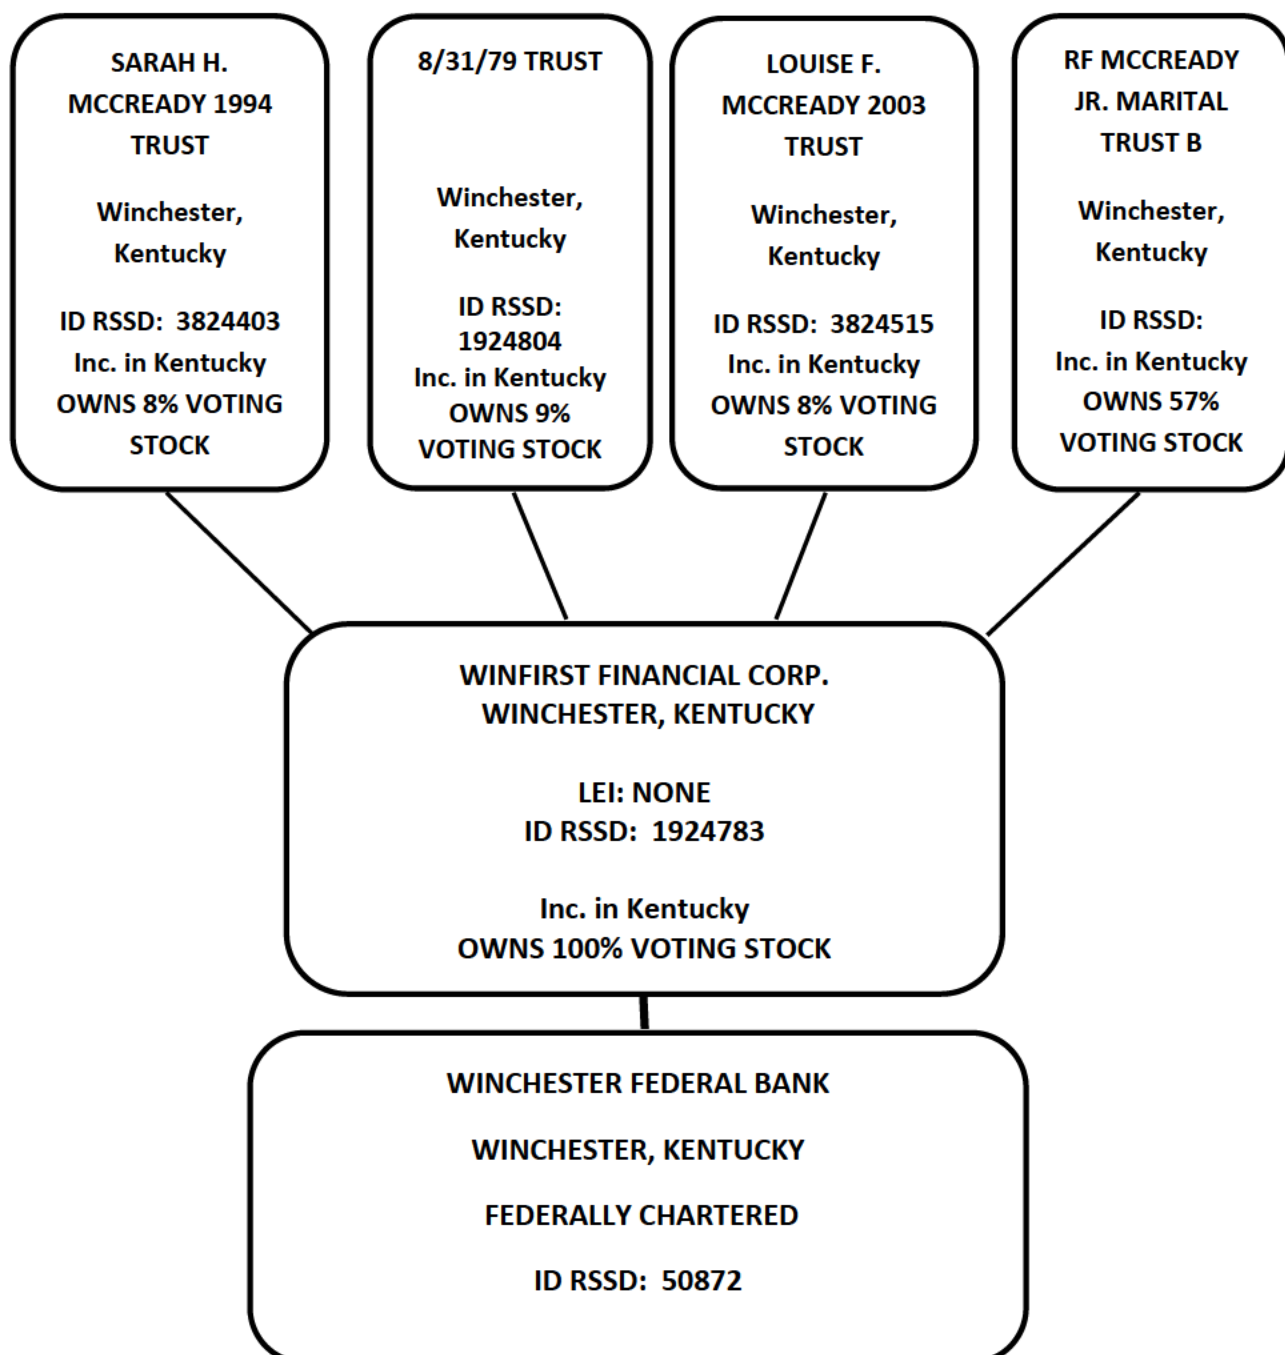 SARAH H.
MCCREADY 1994
TRUST
Winchester,
Kentucky
ID RSSD:  3824403
Inc. in Kentucky
OWNS 8% VOTING
STOCK
8/31/79 TRUST
Winchester,
Kentucky
ID RSSD:
1924804
Inc. in Kentucky
OWNS 9%
VOTING STOCK
LOUISE F.
MCCREADY 2003
TRUST
Winchester,
Kentucky
ID RSSD:  3824515
Inc. in Kentucky
OWNS 8% VOTING
STOCK
RF MCCREADY
JR. MARITAL
TRUST B
Winchester,
Kentucky
ID RSSD:
Inc. in Kentucky
OWNS 57%
VOTING STOCK
WINFIRST FINANCIAL CORP.
WINCHESTER, KENTUCKY
LEI: NONE
ID RSSD:  1924783
Inc. in Kentucky
OWNS 100% VOTING STOCK
WINCHESTER FEDERAL BANK
WINCHESTER, KENTUCKY
FEDERALLY CHARTERED
ID RSSD:  50872